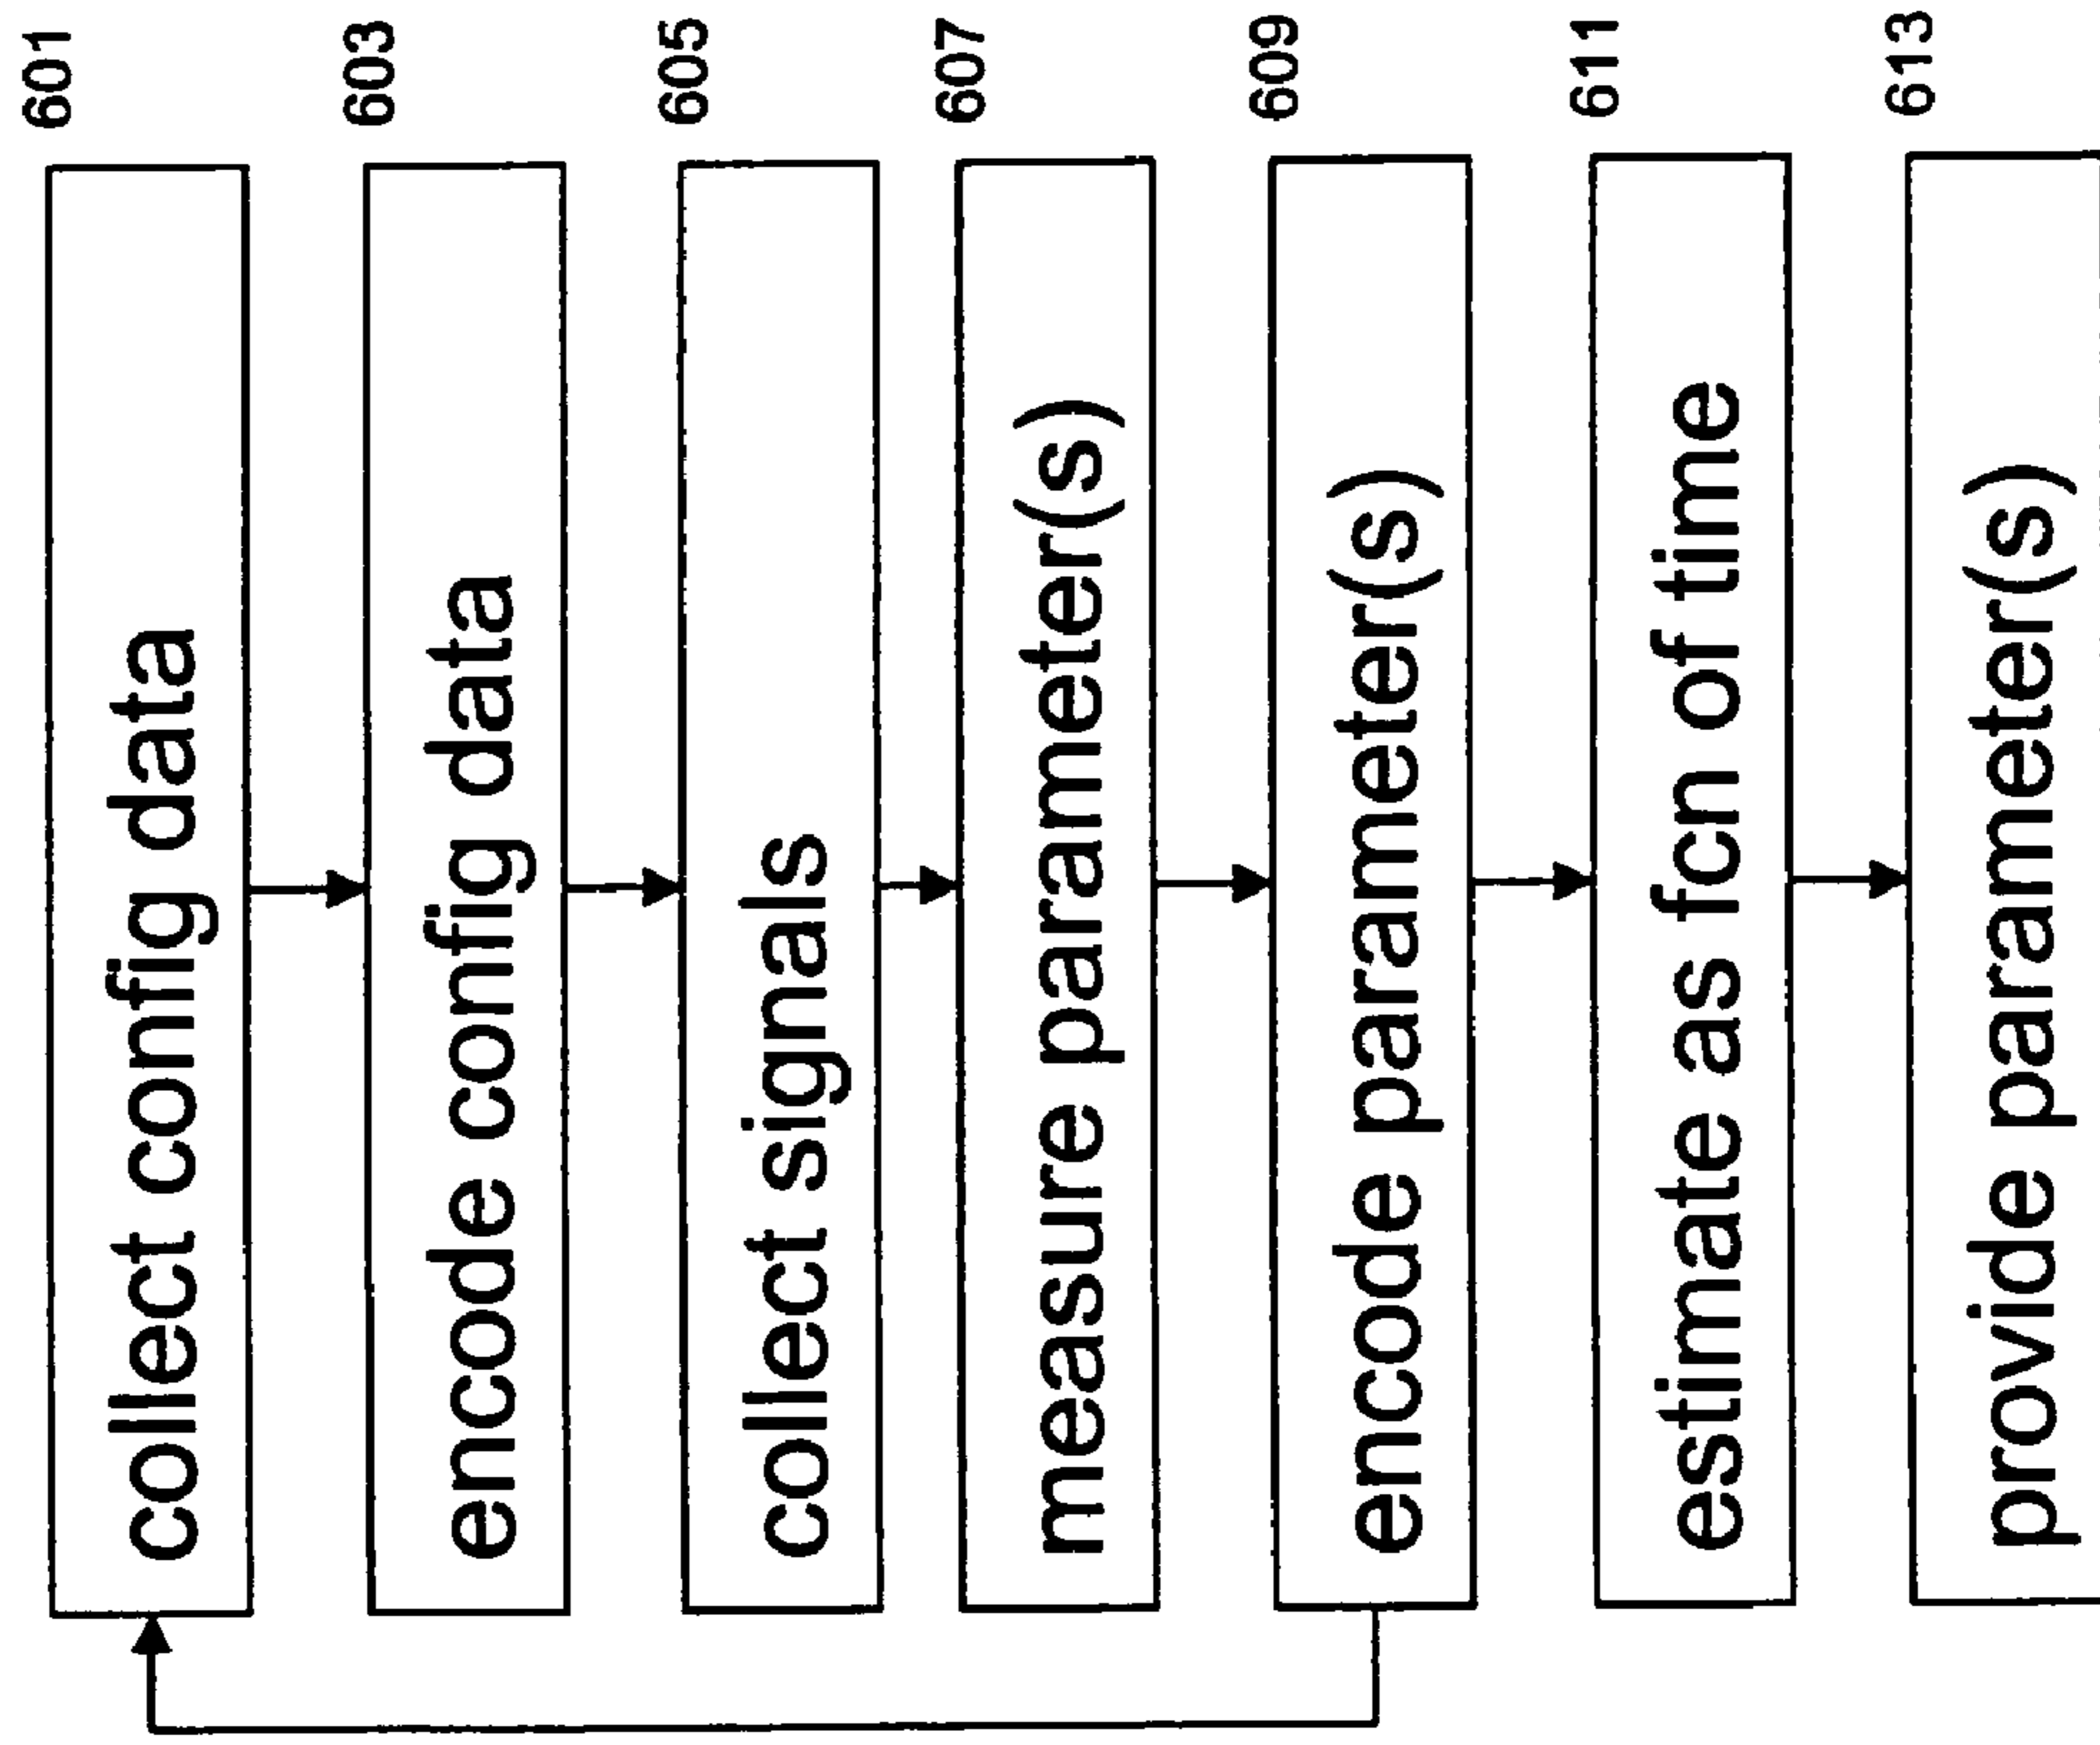 collect config data 601
encode config data 603
collect signals 605
measure parameter(s) 607
encode parameter(s) 609
estimate as fcn of time 611
provide parameter(s) 613